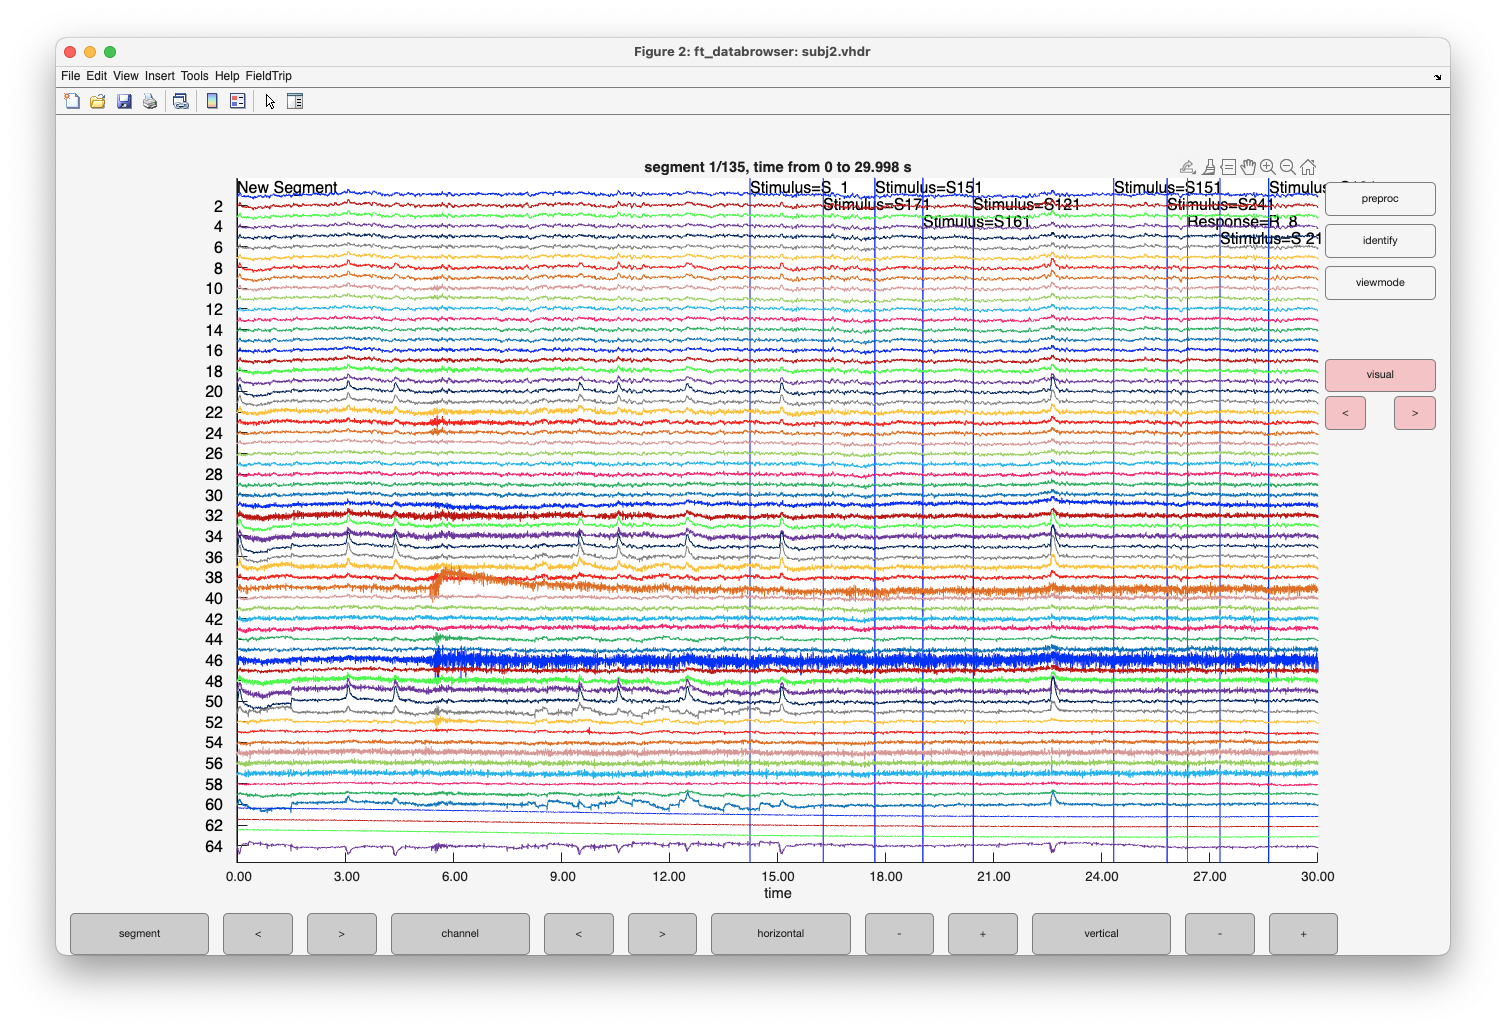 Figure 2: ft_databrowser: subj2.vhdr
File Edit View Insert Tools Help FieldTrip
segment 1/135, time from 0 to 29.998 s
New Segment Stimulus=S 1 Stimulus=S151 Stimulus=S151
Stimulus=S171 Stimulus=S121 Stimulus=S241
Stimulus=S161 Response=R 8
Stimulus=S 21
preproc
identify
viewmode
visual
< >
2
4
6
8
10
12
14
16
18
20
22
24
26
28
30
32
34
36
38
40
42
44
46
48
50
52
54
56
58
60
62
64
0.00 3.00 6.00 9.00 12.00 15.00 18.00 21.00 24.00 27.00 30.00
time
segment < > channel < > horizontal - + vertical - +